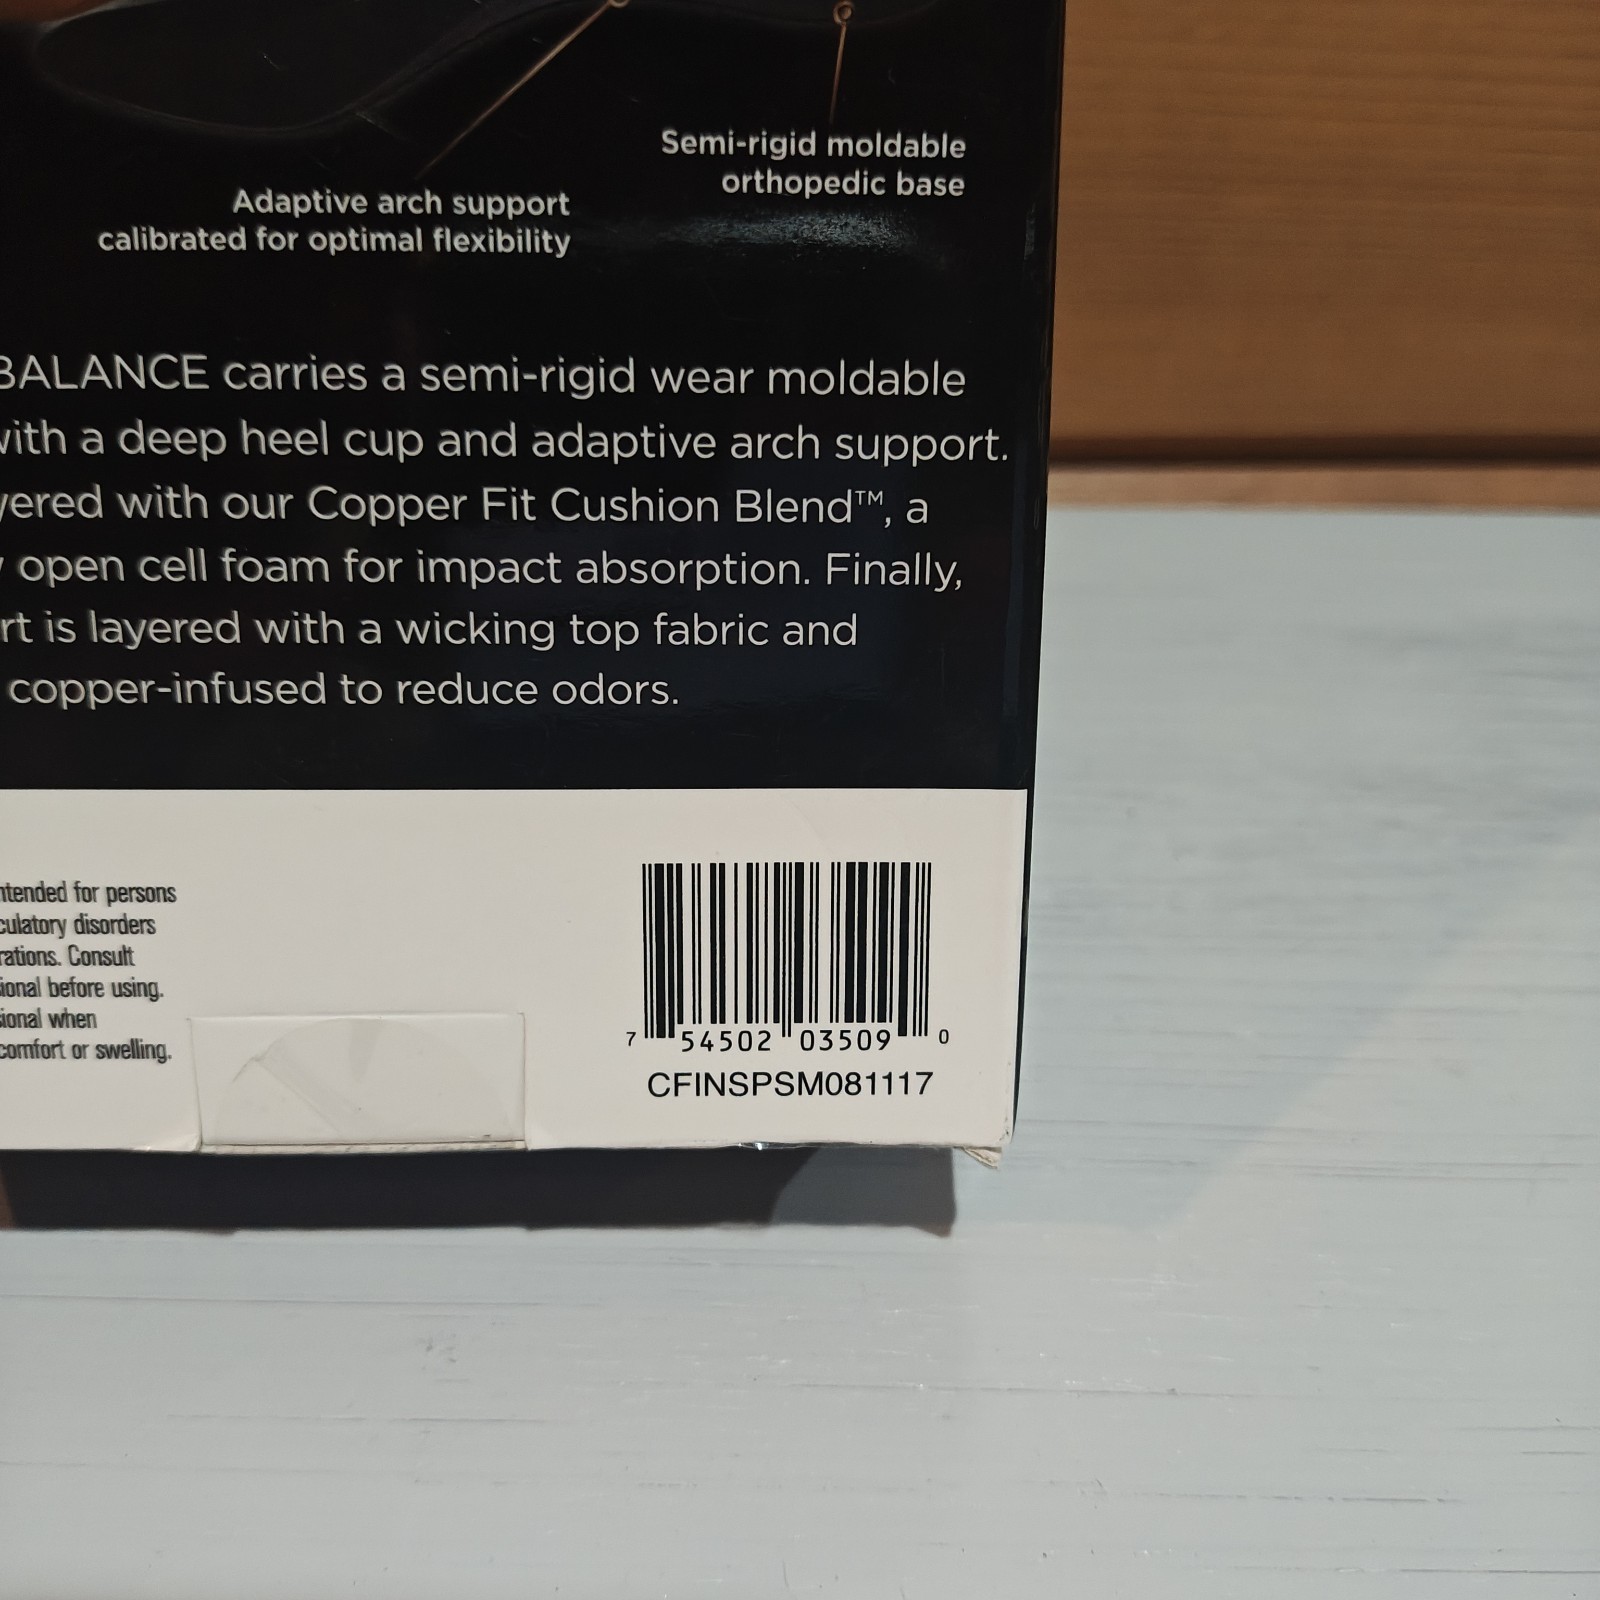 Semi-rigid moldable
orthopedic base
Adaptive arch support
calibrated for optimal flexibility
BALANCE carries a semi-rigid wear moldable
with a deep heel cup and adaptive arch support.
yered with our Copper Fit Cushion Blend™, a
open cell foam for impact absorption. Finally,
rt is layered with a wicking top fabric and
copper-infused to reduce odors.
ntended for persons
culatory disorders
rations. Consult
ional before using.
sional when
comfort or swelling.
7 54502 03509 0
CFINSPSM081117